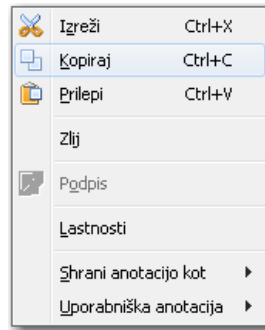 Izreži Ctrl+X
Kopiraj Ctrl+C
Prilepi Ctrl+V
Zlij
Podpis
Lastnosti
Shrani anotacijo kot
Uporabniška anotacija